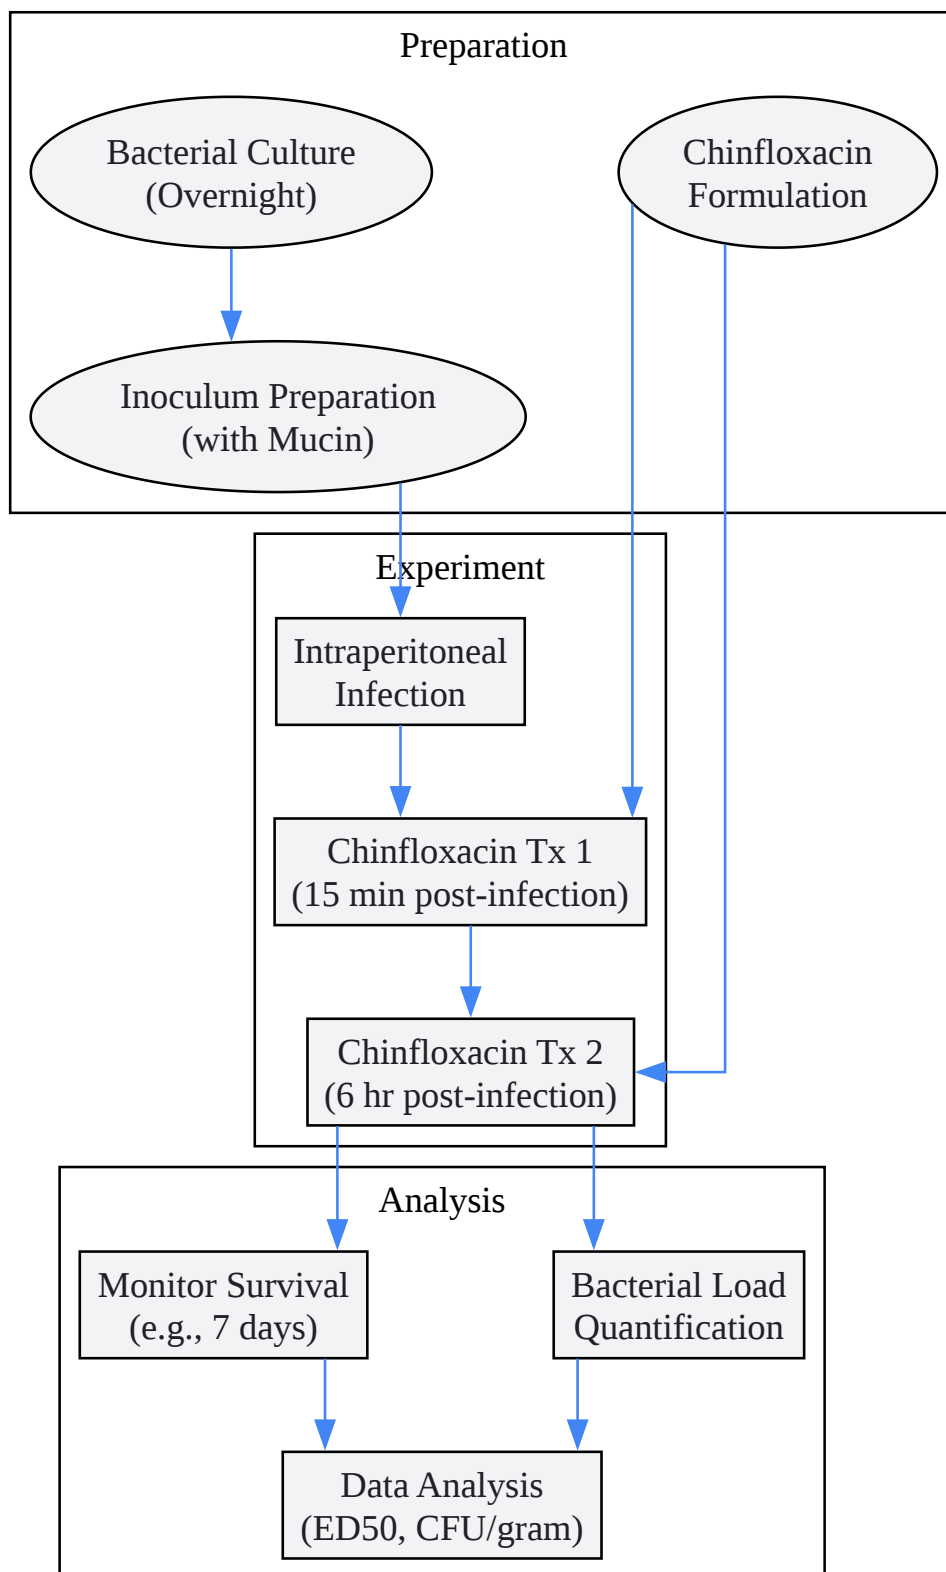 Preparation
Bacterial Culture
(Overnight)
Chinfloxacin
Formulation
Inoculum Preparation
(with Mucin)
Experiment
Intraperitoneal
Infection
Chinfloxacin Tx 1
(15 min post-infection)
Chinfloxacin Tx 2
(6 hr post-infection)
Analysis
Monitor Survival
(e.g., 7 days)
Bacterial Load
Quantification
Data Analysis
(ED50, CFU/gram)